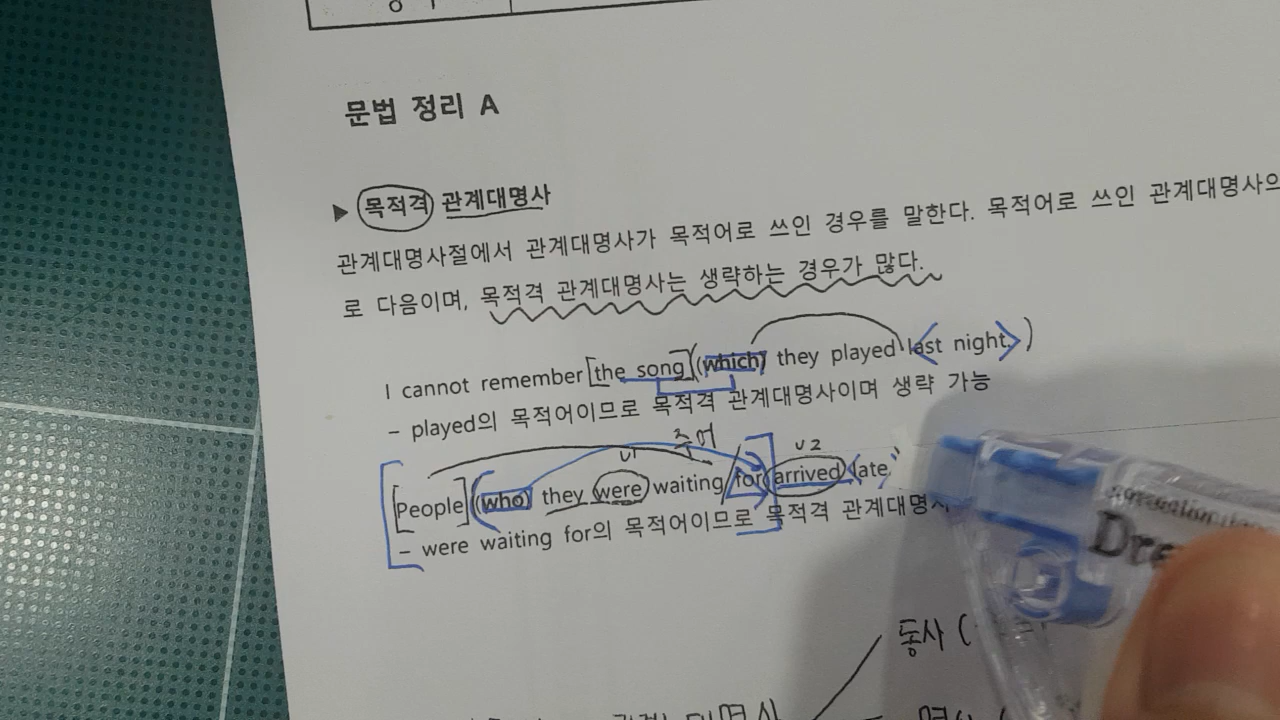 문법 정리 A
▶ 목적격 관계대명사
관계대명사절에서 관계대명사가 목적어로 쓰인 경우를 말한다. 목적어로 쓰인 관계대명사의
로 다음이며, 목적격 관계대명사는 생략하는 경우가 많다.
I cannot remember [the song] (which) they played last night.
– played의 목적어이므로 목적격 관계대명사이며 생략 가능
주어
V1
V2
[People] (who) they were waiting for arrived late.
– were waiting for의 목적어이므로 목적격 관계대명사
동사 (